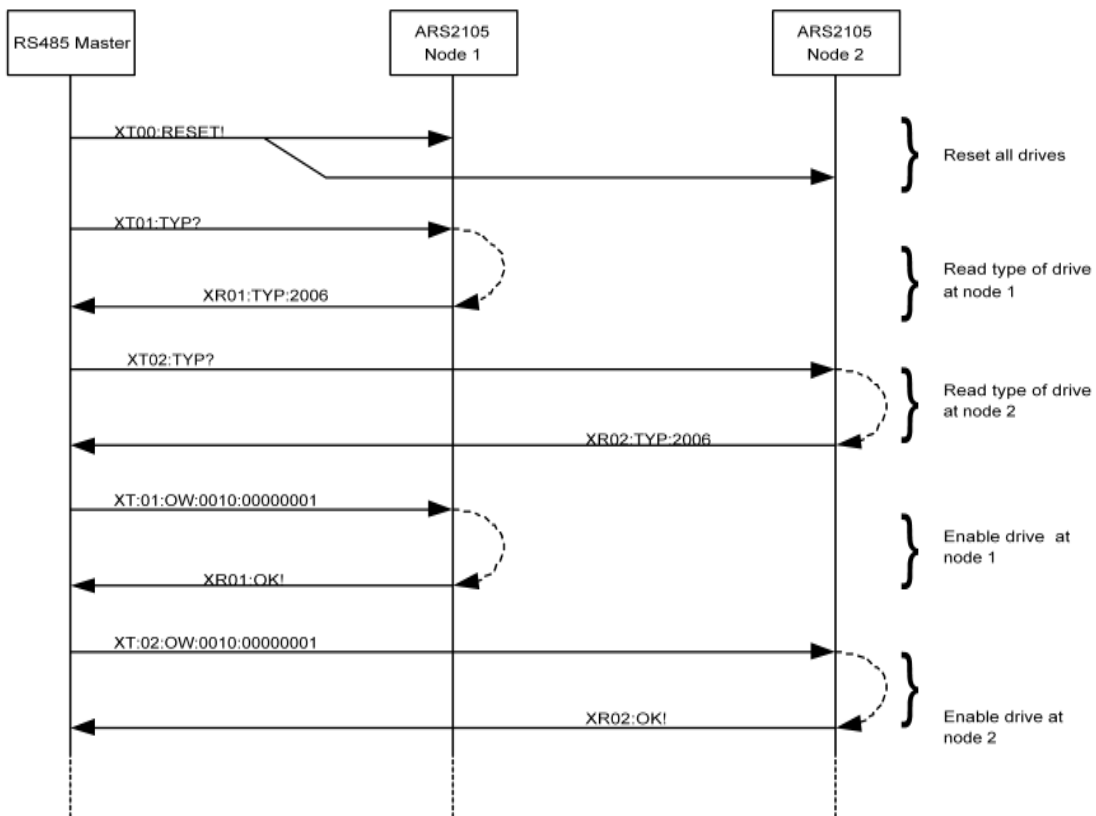 RS485 Master
ARS2105
Node 1
ARS2105
Node 2
XT00:RESET!
Reset all drives
XT01:TYP?
XR01:TYP:2006
Read type of drive
at node 1
XT02:TYP?
XR02:TYP:2006
Read type of drive
at node 2
XT:01:OW:0010:00000001
XR01:OK!
Enable drive at
node 1
XT:02:OW:0010:00000001
XR02:OK!
Enable drive at
node 2